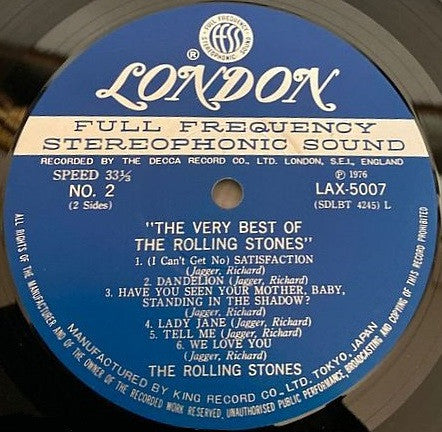 FULL FREQUENCY
STEREOPHONIC SOUND
ffss
®
LONDON
FULL FREQUENCY
STEREOPHONIC SOUND
RECORDED BY THE DECCA RECORD CO., LTD. LONDON, S.E.I., ENGLAND
SPEED 33⅓
Ⓟ 1976
NO. 2
LAX-5007
(2 Sides)
(SDLBT 4245) L
"THE VERY BEST OF
THE ROLLING STONES"
1. (I Can't Get No) SATISFACTION
(Jagger, Richard)
2. DANDELION (Jagger, Richard)
3. HAVE YOU SEEN YOUR MOTHER, BABY,
STANDING IN THE SHADOW?
(Jagger, Richard)
4. LADY JANE (Jagger, Richard)
5. TELL ME (Jagger, Richard)
6. WE LOVE YOU
(Jagger, Richard)
THE ROLLING STONES
MANUFACTURED BY KING RECORD CO., LTD. TOKYO, JAPAN
ALL RIGHTS OF THE MANUFACTURER AND OF THE OWNER OF THE RECORDED WORK RESERVED, UNAUTHORISED PUBLIC PERFORMANCE, BROADCASTING AND COPYING OF THIS RECORD PROHIBITED